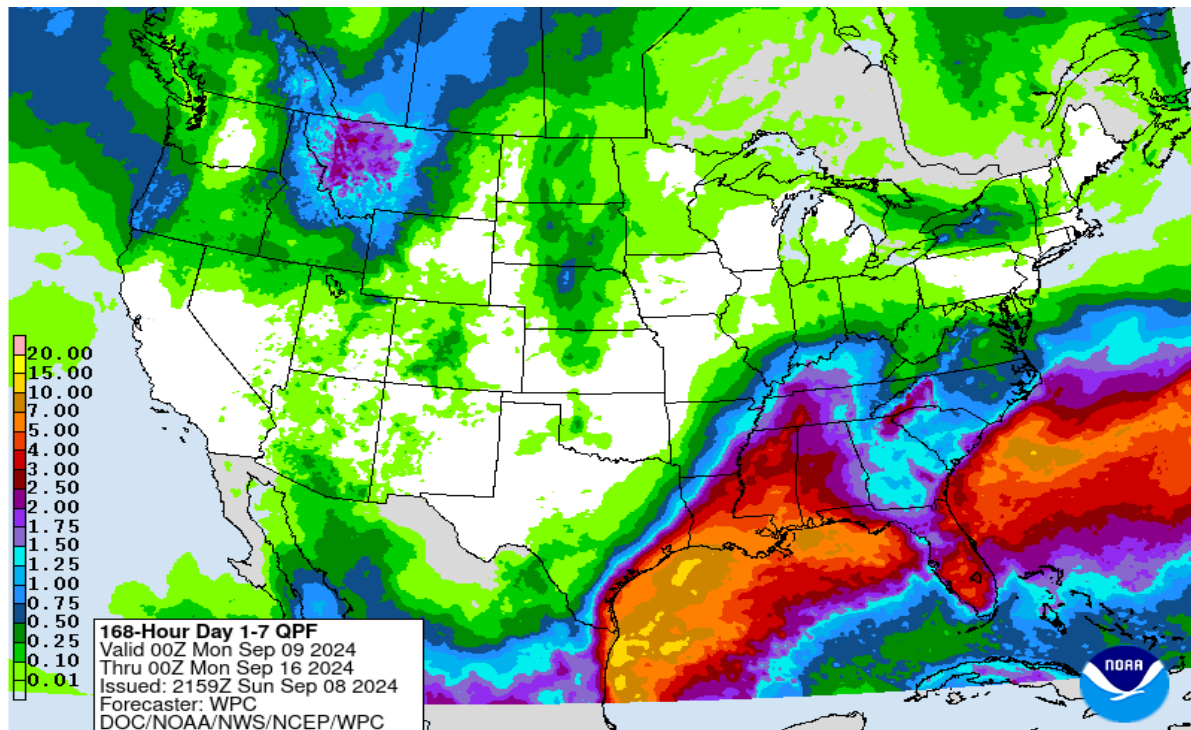 20.00
15.00
10.00
7.00
5.00
4.00
3.00
2.50
2.00
1.75
1.50
1.25
1.00
0.75
0.50
0.25
0.10
0.01
168-Hour Day 1-7 QPF
Valid 00Z Mon Sep 09 2024
Thru 00Z Mon Sep 16 2024
Issued: 2159Z Sun Sep 08 2024
Forecaster: WPC
DOC/NOAA/NWS/NCEP/WPC
NOAA